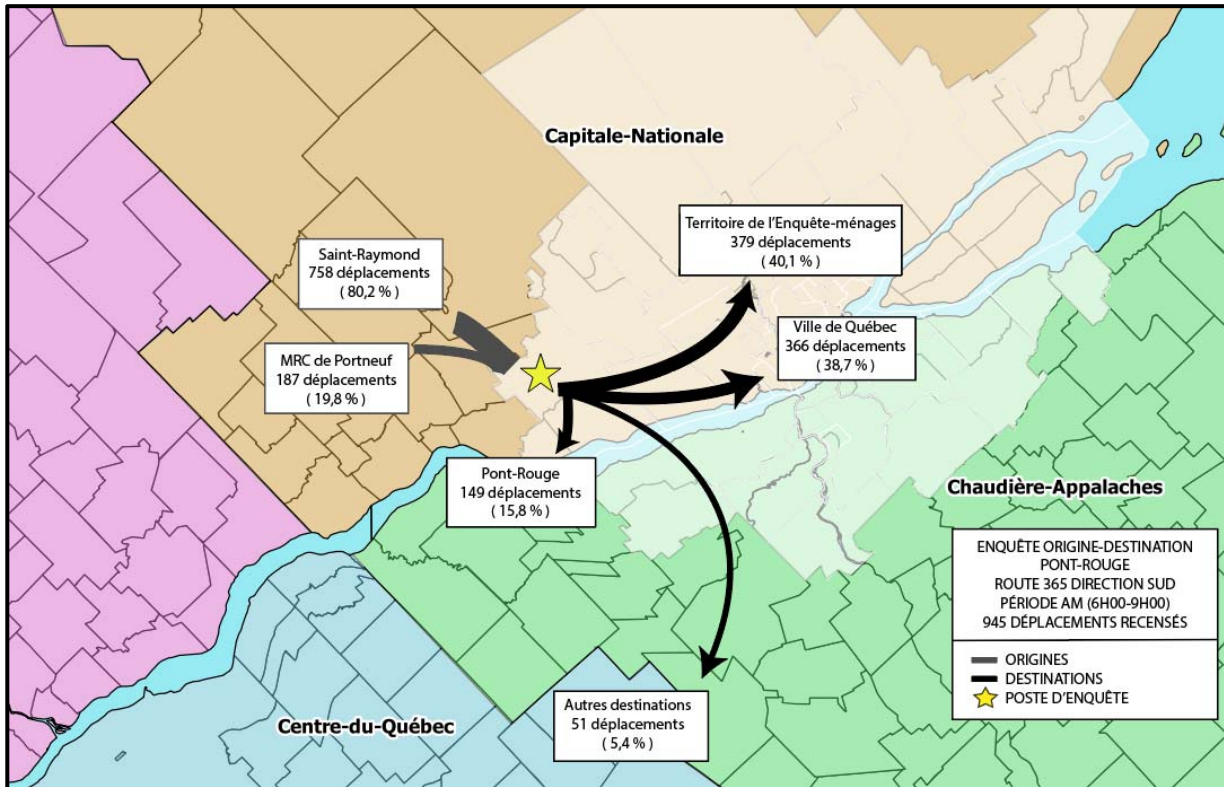 Capitale-Nationale
Saint-Raymond
758 déplacements
( 80,2 % )
MRC de Portneuf
187 déplacements
( 19,8 % )
Territoire de l'Enquête-ménages
379 déplacements
( 40,1 % )
Ville de Québec
366 déplacements
( 38,7 % )
Pont-Rouge
149 déplacements
( 15,8 % )
Chaudière-Appalaches
Autres destinations
51 déplacements
( 5,4 % )
Centre-du-Québec
ENQUÊTE ORIGINE-DESTINATION
PONT-ROUGE
ROUTE 365 DIRECTION SUD
PÉRIODE AM (6H00-9H00)
945 DÉPLACEMENTS RECENSÉS
ORIGINES
DESTINATIONS
POSTE D'ENQUÊTE